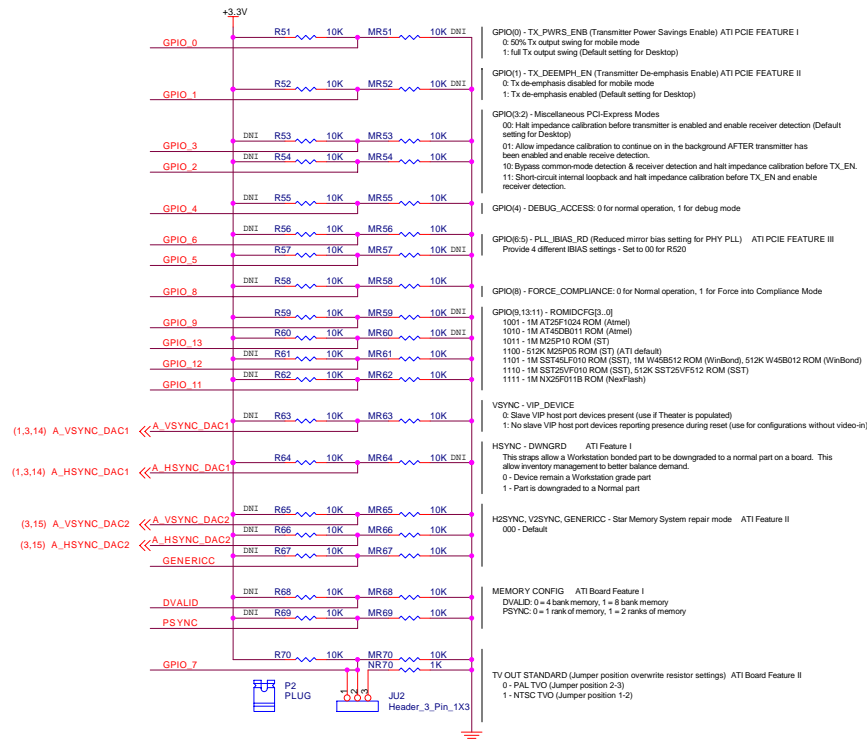 +3.3V
R51 10K MR51 10K DNI
GPIO_0
GPIO(0) - TX_PWRS_ENB (Transmitter Power Savings Enable) ATI PCIE FEATURE I
0: 50% Tx output swing for mobile mode
1: full Tx output swing (Default setting for Desktop)
R52 10K MR52 10K DNI
GPIO_1
GPIO(1) - TX_DEEMPH_EN (Transmitter De-emphasis Enable) ATI PCIE FEATURE II
0: Tx de-emphasis disabled for mobile mode
1: Tx de-emphasis enabled (Default setting for Desktop)
DNI R53 10K MR53 10K
GPIO_3
DNI R54 10K MR54 10K
GPIO_2
GPIO(3:2) - Miscellaneous PCI-Express Modes
00: Halt impedance calibration before transmitter is enabled and enable receiver detection (Default
setting for Desktop)
01: Allow impedance calibration to continue on in the background AFTER transmitter has
been enabled and enable receive detection.
10: Bypass common-mode detection & receiver detection and halt impedance calibration before TX_EN.
11: Short-circuit internal loopback and halt impedance calibration before TX_EN and enable
receiver detection.
DNI R55 10K MR55 10K
GPIO_4
GPIO(4) - DEBUG_ACCESS: 0 for normal operation, 1 for debug mode
DNI R56 10K MR56 10K
GPIO_6
R57 10K MR57 10K DNI
GPIO_5
GPIO(6:5) - PLL_IBIAS_RD (Reduced mirror bias setting for PHY PLL) ATI PCIE FEATURE III
Provide 4 different IBIAS settings - Set to 00 for R520
DNI R58 10K MR58 10K
GPIO_8
GPIO(8) - FORCE_COMPLIANCE: 0 for Normal operation, 1 for Force into Compliance Mode
R59 10K MR59 10K DNI
GPIO_9
R60 10K MR60 10K DNI
GPIO_13
DNI R61 10K MR61 10K
GPIO_12
DNI R62 10K MR62 10K
GPIO_11
GPIO(9,13:11) - ROMIDCFG[3..0]
1001 - 1M AT25F1024 ROM (Atmel)
1010 - 1M AT45DB011 ROM (Atmel)
1011 - 1M M25P10 ROM (ST)
1100 - 512K M25P05 ROM (ST) (ATI default)
1101 - 1M SST45LF010 ROM (SST), 1M W45B512 ROM (WinBond), 512K W45B012 ROM (WinBond)
1110 - 1M SST25VF010 ROM (SST), 512K SST25VF512 ROM (SST)
1111 - 1M NX25F011B ROM (NexFlash)
DNI R63 10K MR63 10K
(1,3,14) A_VSYNC_DAC1 A_VSYNC_DAC1
VSYNC - VIP_DEVICE
0: Slave VIP host port devices present (use if Theater is populated)
1: No slave VIP host port devices reporting presence during reset (use for configurations without video-in)
R64 10K MR64 10K DNI
(1,3,14) A_HSYNC_DAC1 A_HSYNC_DAC1
HSYNC - DWNGRD ATI Feature I
This straps allow a Workstation bonded part to be downgraded to a normal part on a board. This
allow inventory management to better balance demand.
0 - Device remain a Workstation grade part
1 - Part is downgraded to a Normal part
DNI R65 10K MR65 10K
(3,15) A_VSYNC_DAC2 A_VSYNC_DAC2
DNI R66 10K MR66 10K
(3,15) A_HSYNC_DAC2 A_HSYNC_DAC2
DNI R67 10K MR67 10K
GENERICC
H2SYNC, V2SYNC, GENERICC - Star Memory System repair mode ATI Feature II
000 - Default
DNI R68 10K MR68 10K
DVALID
DNI R69 10K MR69 10K
PSYNC
MEMORY CONFIG ATI Board Feature I
DVALID: 0 = 4 bank memory, 1 = 8 bank memory
PSYNC: 0 = 1 rank of memory, 1 = 2 ranks of memory
R70 10K MR70 10K
GPIO_7
NR70 1K
1 2 3
P2
PLUG
JU2
Header_3_Pin_1X3
TV OUT STANDARD (Jumper position overwrite resistor settings) ATI Board Feature II
0 - PAL TVO (Jumper position 2-3)
1 - NTSC TVO (Jumper position 1-2)